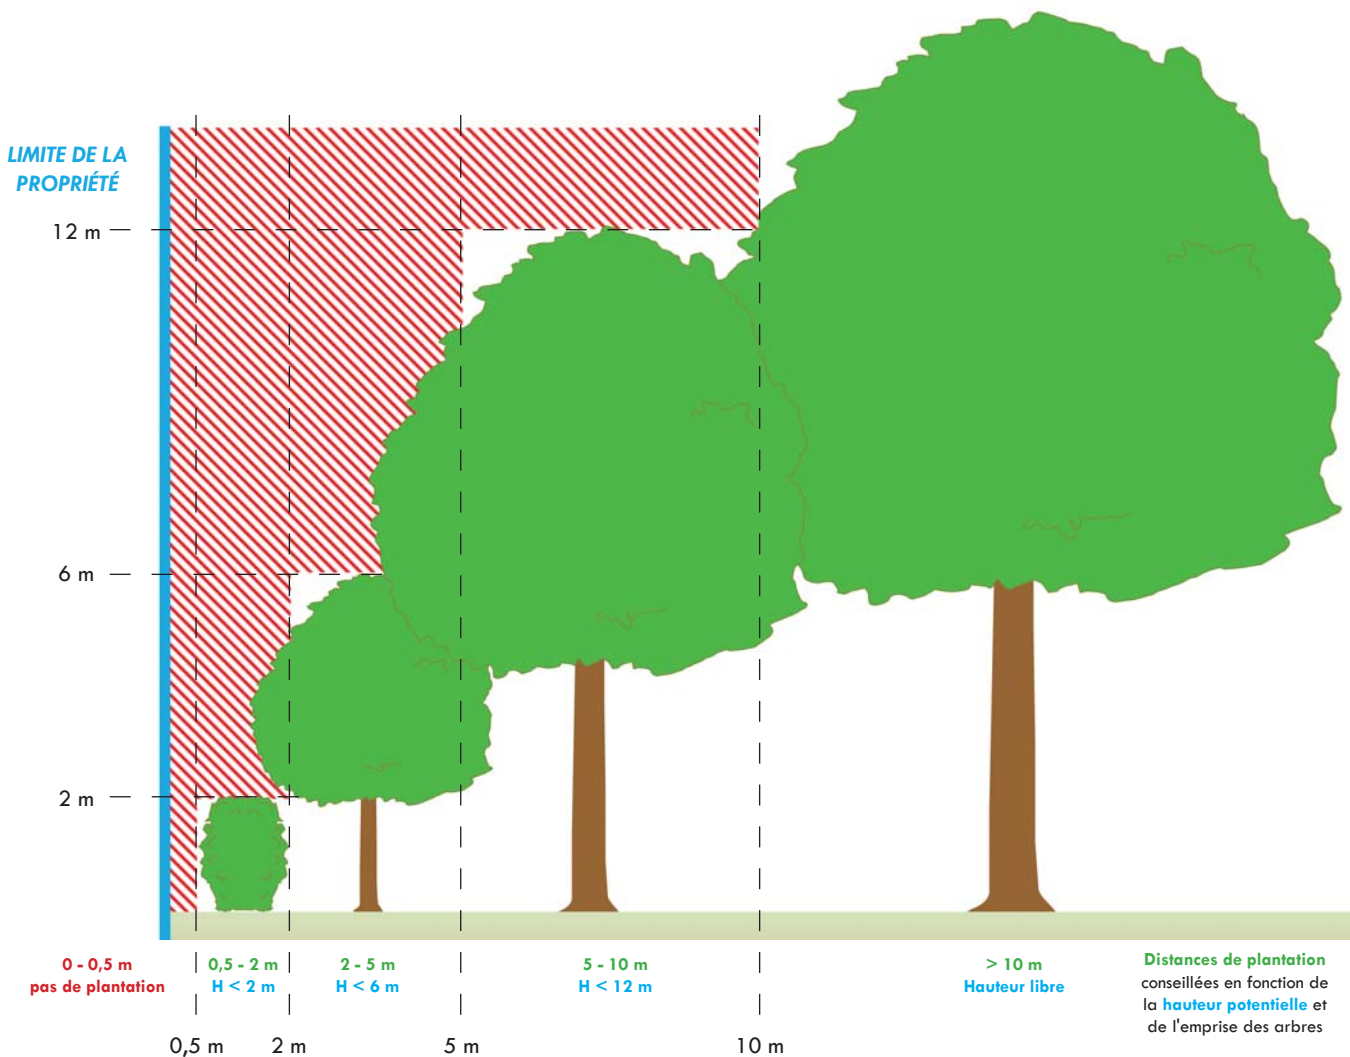 LIMITE DE LA
PROPRIÉTÉ
12 m
6 m
2 m
0 - 0,5 m
pas de plantation
0,5 - 2 m
H < 2 m
2 - 5 m
H < 6 m
5 - 10 m
H < 12 m
> 10 m
Hauteur libre
Distances de plantation
conseillées en fonction de
la hauteur potentielle et
de l'emprise des arbres
0,5 m
2 m
5 m
10 m